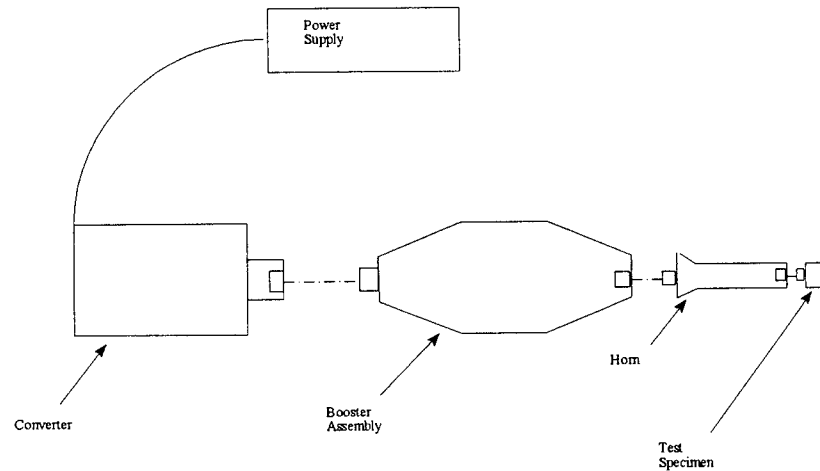 Power
Supply
Horn
Converter
Booster
Assembly
Test
Specimen